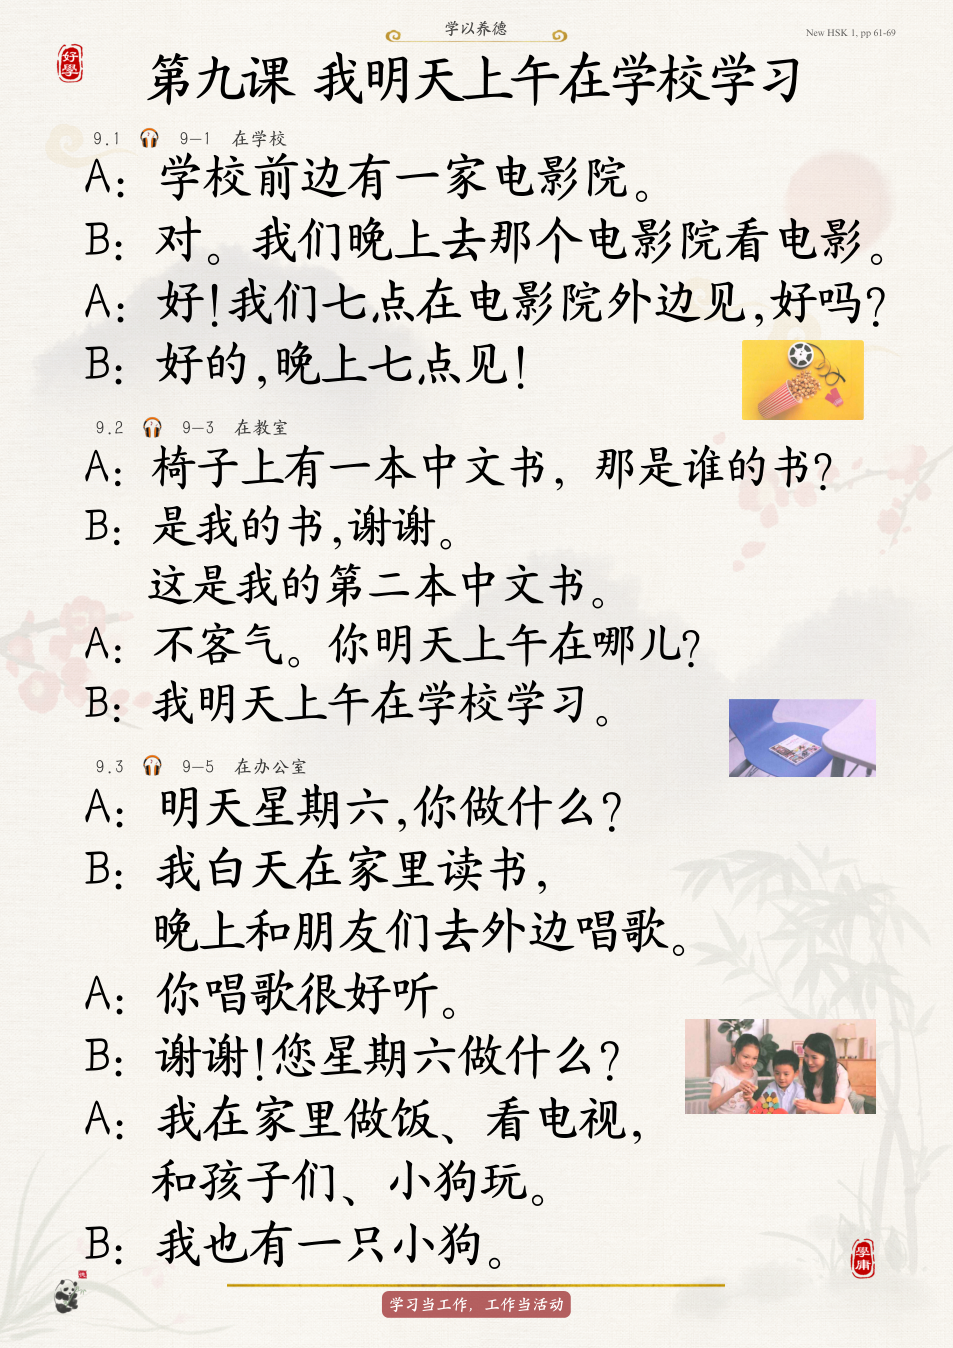 学以养德
New HSK 1, pp 61-69
好學
第九课 我明天上午在学校学习
9.1 9-1 在学校
A：学校前边有一家电影院。
B：对。我们晚上去那个电影院看电影。
A：好！我们七点在电影院外边见，好吗？
B：好的，晚上七点见！
9.2 9-3 在教室
A：椅子上有一本中文书，那是谁的书？
B：是我的书，谢谢。
这是我的第二本中文书。
A：不客气。你明天上午在哪儿？
B：我明天上午在学校学习。
9.3 9-5 在办公室
A：明天星期六，你做什么？
B：我白天在家里读书，
晚上和朋友们去外边唱歌。
A：你唱歌很好听。
B：谢谢！您星期六做什么？
A：我在家里做饭、看电视，
和孩子们、小狗玩。
B：我也有一只小狗。
學庸
学习当工作，工作当活动